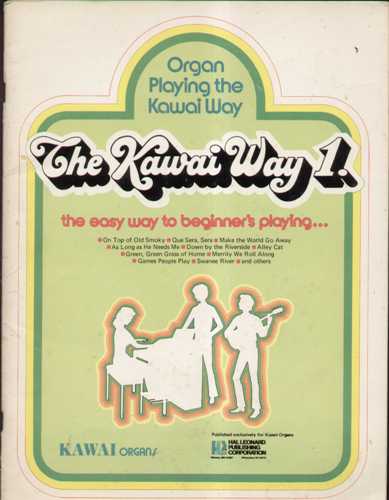 Organ
Playing the
Kawai Way
The Kawai Way 1.
the easy way to beginner's playing...
• On Top of Old Smoky • Que Sera, Sera • Make the World Go Away
• As Long as He Needs Me • Down by the Riverside • Alley Cat
• Green, Green Grass of Home • Merrily We Roll Along
• Games People Play • Swanee River • and others
Published exclusively for Kawai Organs
KAWAI ORGANS
HAL LEONARD
PUBLISHING
CORPORATION